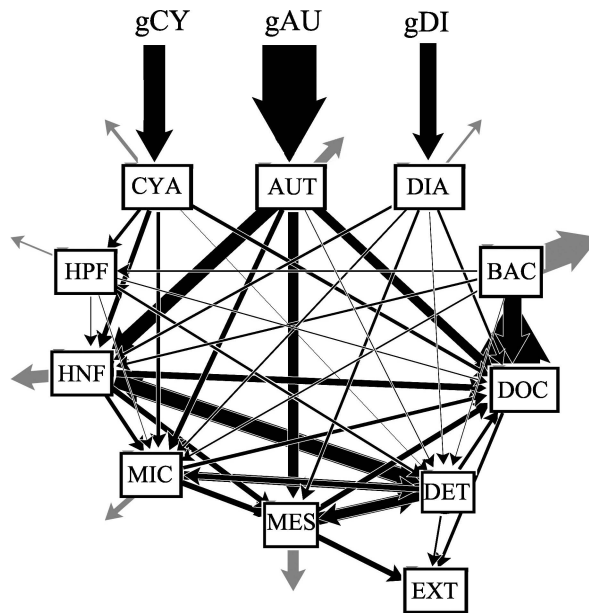 gCY gAU gDI
CYA AUT DIA
HPF BAC
HNF DOC
MIC DET
MES
EXT